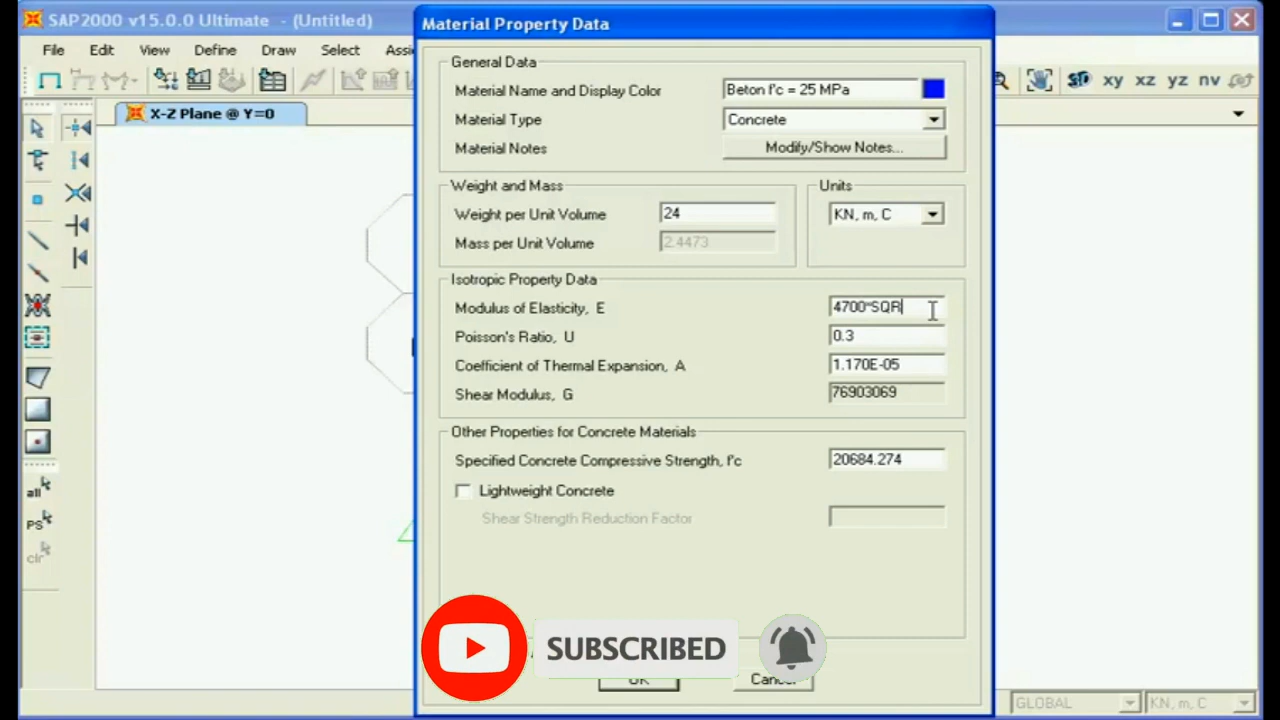 SAP2000 v15.0.0 Ultimate - (Untitled)
Material Property Data
File Edit View Define Draw Select Assi
xy xz yz nv
X-Z Plane @ Y=0
General Data
Material Name and Display Color
Beton f'c = 25 MPa
Material Type
Concrete
Material Notes
Modify/Show Notes...
Weight and Mass
Weight per Unit Volume
24
Mass per Unit Volume
2.4473
Units
KN, m, C
Isotropic Property Data
Modulus of Elasticity, E
4700*SQR
Poisson's Ratio, U
0.3
Coefficient of Thermal Expansion, A
1.170E-05
Shear Modulus, G
76903069
Other Properties for Concrete Materials
Specified Concrete Compressive Strength, f'c
20684.274
Lightweight Concrete
Shear Strength Reduction Factor
all
PS
clr
SUBSCRIBED
OK
Cancel
GLOBAL
KN, m, C